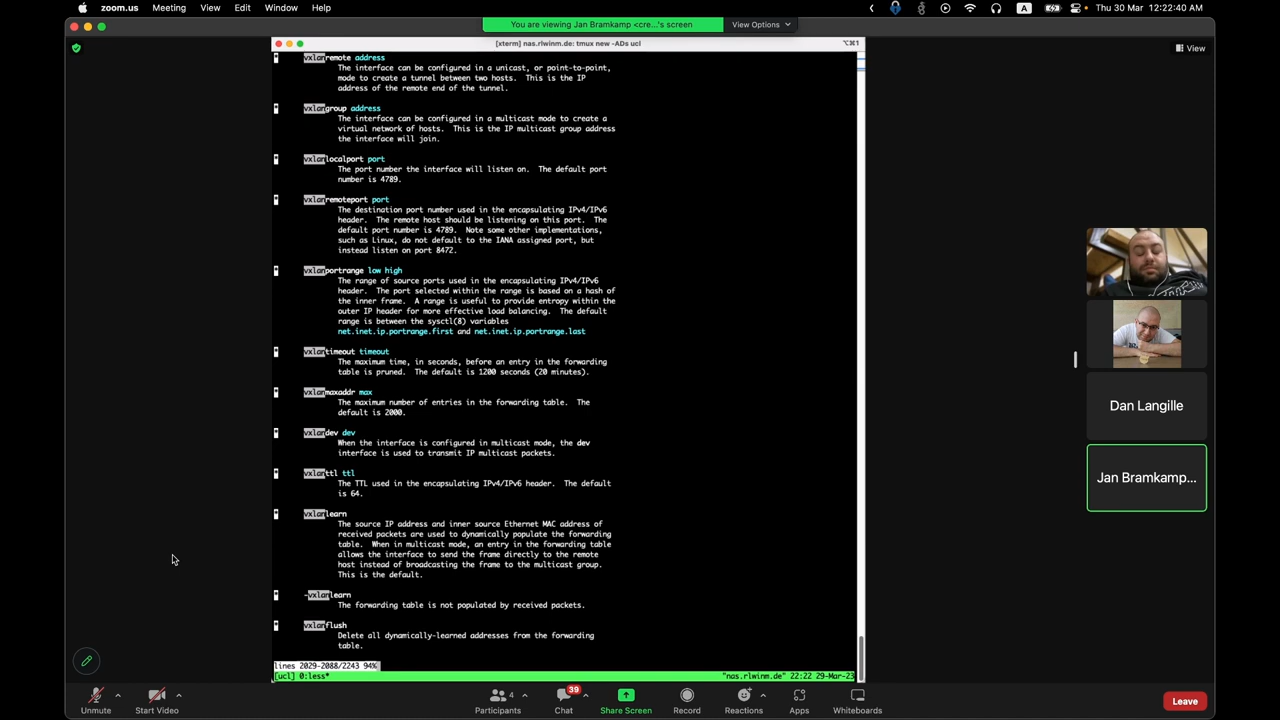 zoom.us Meeting View Edit Window Help
A Thu 30 Mar 12:22:40 AM
You are viewing Jan Bramkamp <cre...'s screen View Options
[xterm] nas.rlwinm.de: tmux new -ADs ucl ⌥⌘1
View
vxlanremote address
The interface can be configured in a unicast, or point-to-point,
mode to create a tunnel between two hosts. This is the IP
address of the remote end of the tunnel.
vxlangroup address
The interface can be configured in a multicast mode to create a
virtual network of hosts. This is the IP multicast group address
the interface will join.
vxlanlocalport port
The port number the interface will listen on. The default port
number is 4789.
vxlanremoteport port
The destination port number used in the encapsulating IPv4/IPv6
header. The remote host should be listening on this port. The
default port number is 4789. Note some other implementations,
such as Linux, do not default to the IANA assigned port, but
instead listen on port 8472.
vxlanportrange low high
The range of source ports used in the encapsulating IPv4/IPv6
header. The port selected within the range is based on a hash of
the inner frame. A range is useful to provide entropy within the
outer IP header for more effective load balancing. The default
range is between the sysctl(8) variables
net.inet.ip.portrange.first and net.inet.ip.portrange.last
vxlantimeout timeout
The maximum time, in seconds, before an entry in the forwarding
table is pruned. The default is 1200 seconds (20 minutes).
vxlanmaxaddr max
The maximum number of entries in the forwarding table. The
default is 2000.
vxlandev dev
When the interface is configured in multicast mode, the dev
interface is used to transmit IP multicast packets.
vxlanttl ttl
The TTL used in the encapsulating IPv4/IPv6 header. The default
is 64.
vxlanlearn
The source IP address and inner source Ethernet MAC address of
received packets are used to dynamically populate the forwarding
table. When in multicast mode, an entry in the forwarding table
allows the interface to send the frame directly to the remote
host instead of broadcasting the frame to the multicast group.
This is the default.
-vxlanlearn
The forwarding table is not populated by received packets.
vxlanflush
Delete all dynamically-learned addresses from the forwarding
table.
lines 2029-2088/2243 94%
[ucl] 0:less* "nas.rlwinm.de" 22:22 29-Mar-23
Dan Langille
Jan Bramkamp...
4 39
Unmute Start Video Participants Chat Share Screen Record Reactions Apps Whiteboards Leave